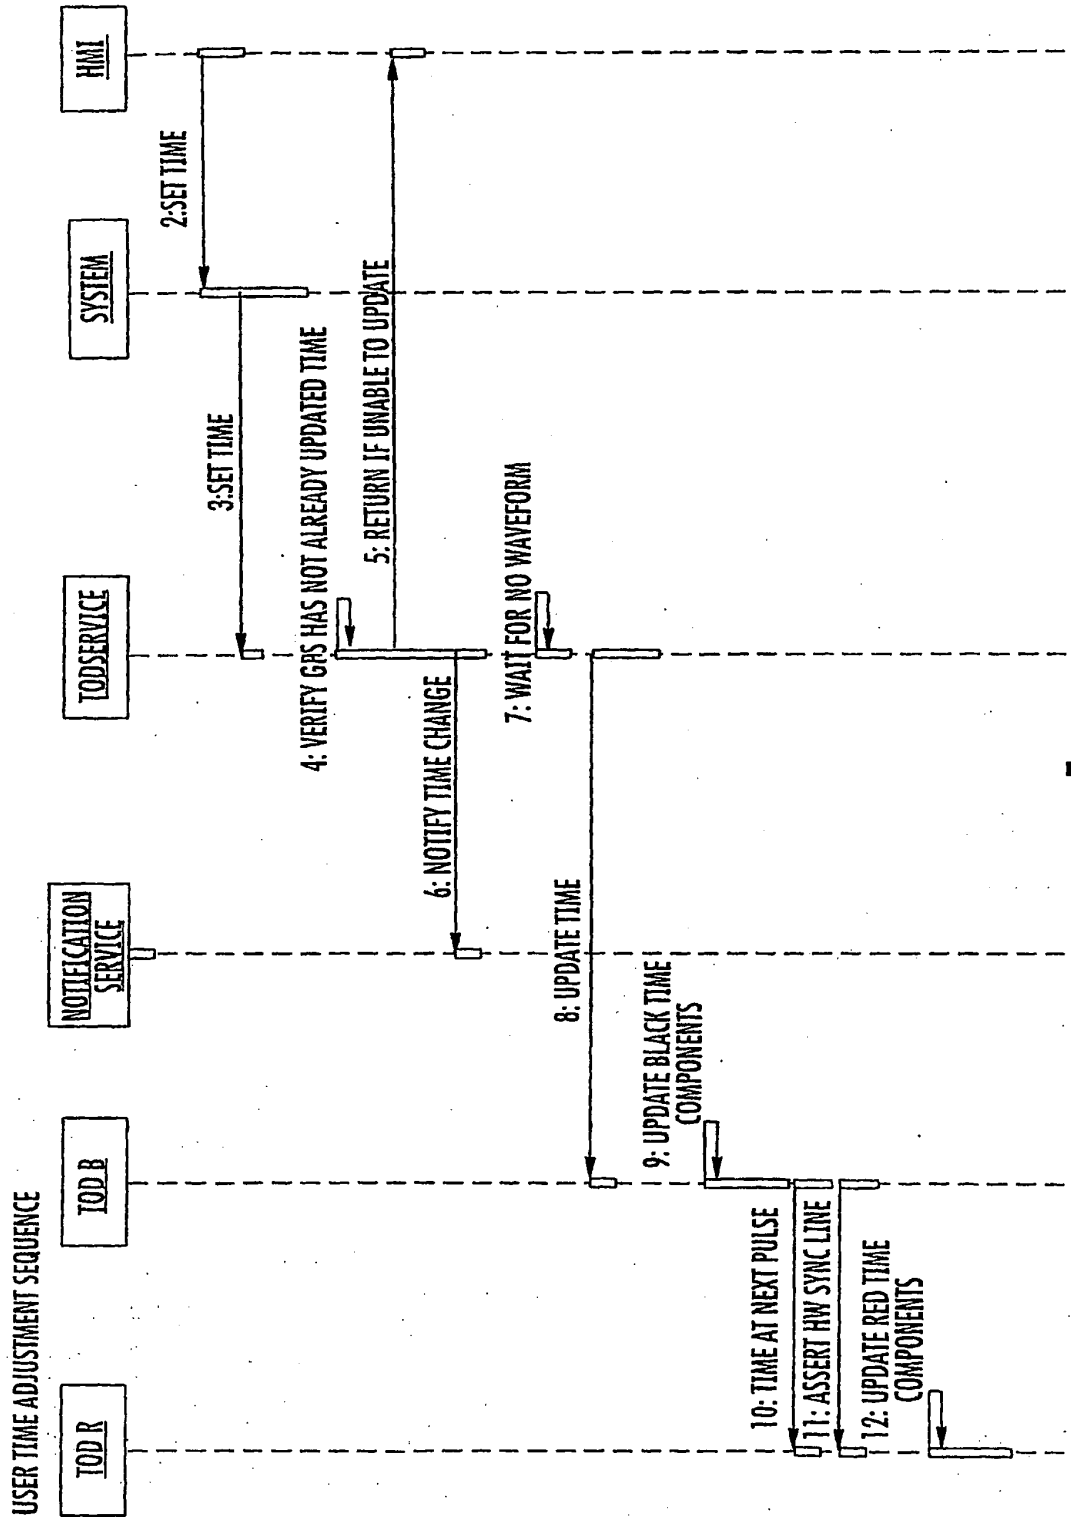 USER TIME ADJUSTMENT SEQUENCE
TOD R
TOD B
NOTIFICATION
SERVICE
TODSERVICE
SYSTEM
HMI
2:SET TIME
3:SET TIME
4: VERIFY GPS HAS NOT ALREADY UPDATED TIME
5: RETURN IF UNABLE TO UPDATE
6: NOTIFY TIME CHANGE
7: WAIT FOR NO WAVEFORM
8: UPDATE TIME
9: UPDATE BLACK TIME
COMPONENTS
10: TIME AT NEXT PULSE
11: ASSERT HW SYNC LINE
12: UPDATE RED TIME
COMPONENTS